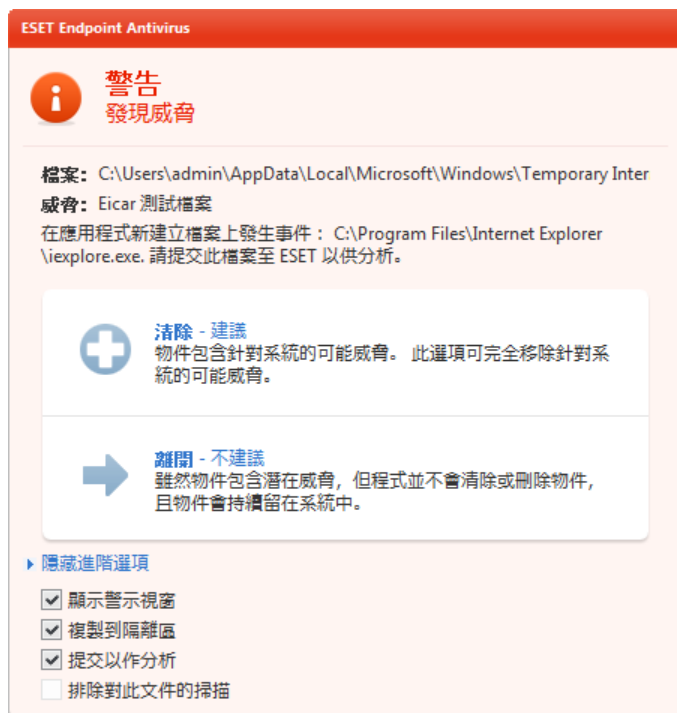 ESET Endpoint Antivirus
警告
發現威脅
檔案： C:\Users\admin\AppData\Local\Microsoft\Windows\Temporary Inter
威脅： Eicar 測試檔案
在應用程式新建立檔案上發生事件： C:\Program Files\Internet Explorer
\iexplore.exe. 請提交此檔案至 ESET 以供分析。
清除 - 建議
物件包含針對系統的可能威脅。 此選項可完全移除針對系
統的可能威脅。
離開 - 不建議
雖然物件包含潛在威脅，但程式並不會清除或刪除物件，
且物件會持續留在系統中。
隱藏進階選項
顯示警示視窗
複製到隔離區
提交以作分析
排除對此文件的掃描